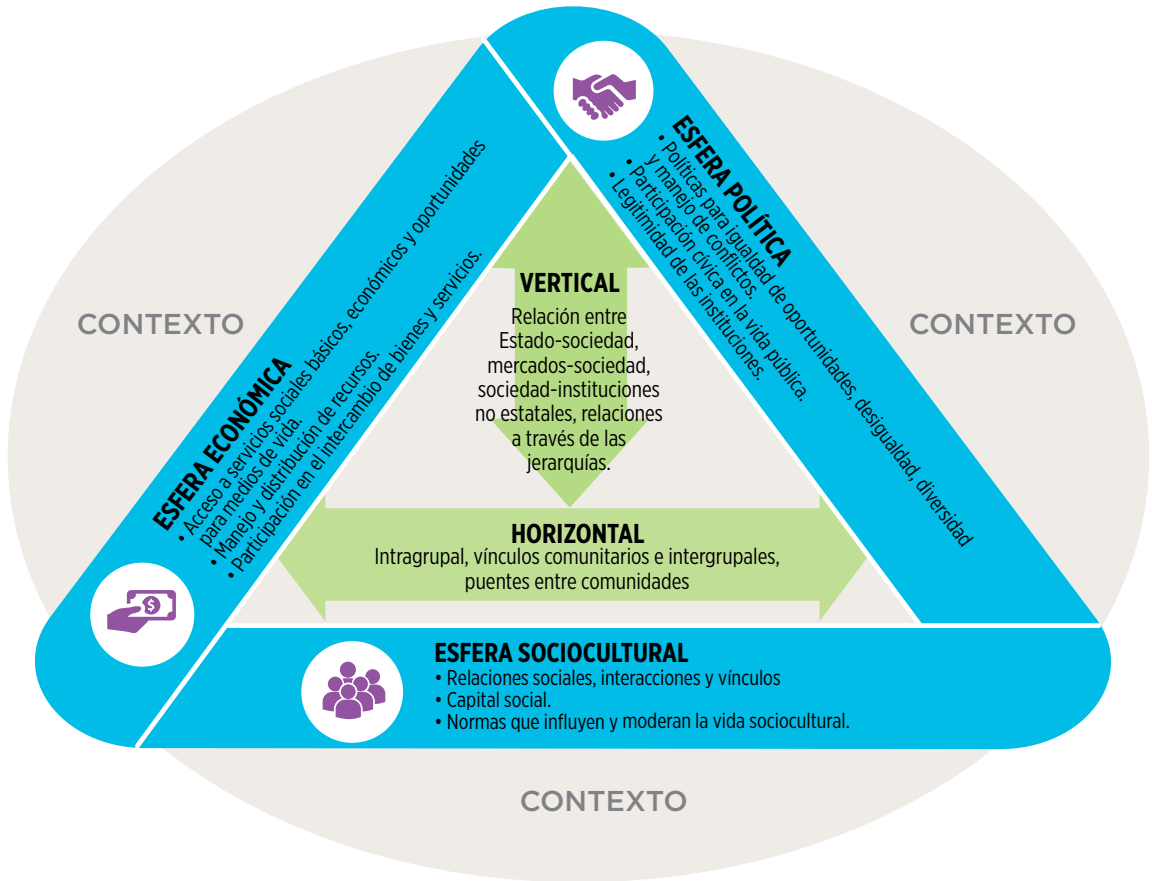 ESFERA POLÍTICA
• Políticas para igualdad de oportunidades, desigualdad, diversidad
y manejo de conflictos.
• Participación cívica en la vida pública.
• Legitimidad de las instituciones.
ESFERA ECONÓMICA
• Acceso a servicios sociales básicos, económicos y oportunidades
para medios de vida.
• Manejo y distribución de recursos.
• Participación en el intercambio de bienes y servicios.
CONTEXTO
CONTEXTO
VERTICAL
Relación entre
Estado-sociedad,
mercados-sociedad,
sociedad-instituciones
no estatales, relaciones
a través de las
jerarquías.
HORIZONTAL
Intragrupal, vínculos comunitarios e intergrupales,
puentes entre comunidades
$
ESFERA SOCIOCULTURAL
• Relaciones sociales, interacciones y vínculos
• Capital social.
• Normas que influyen y moderan la vida sociocultural.
CONTEXTO